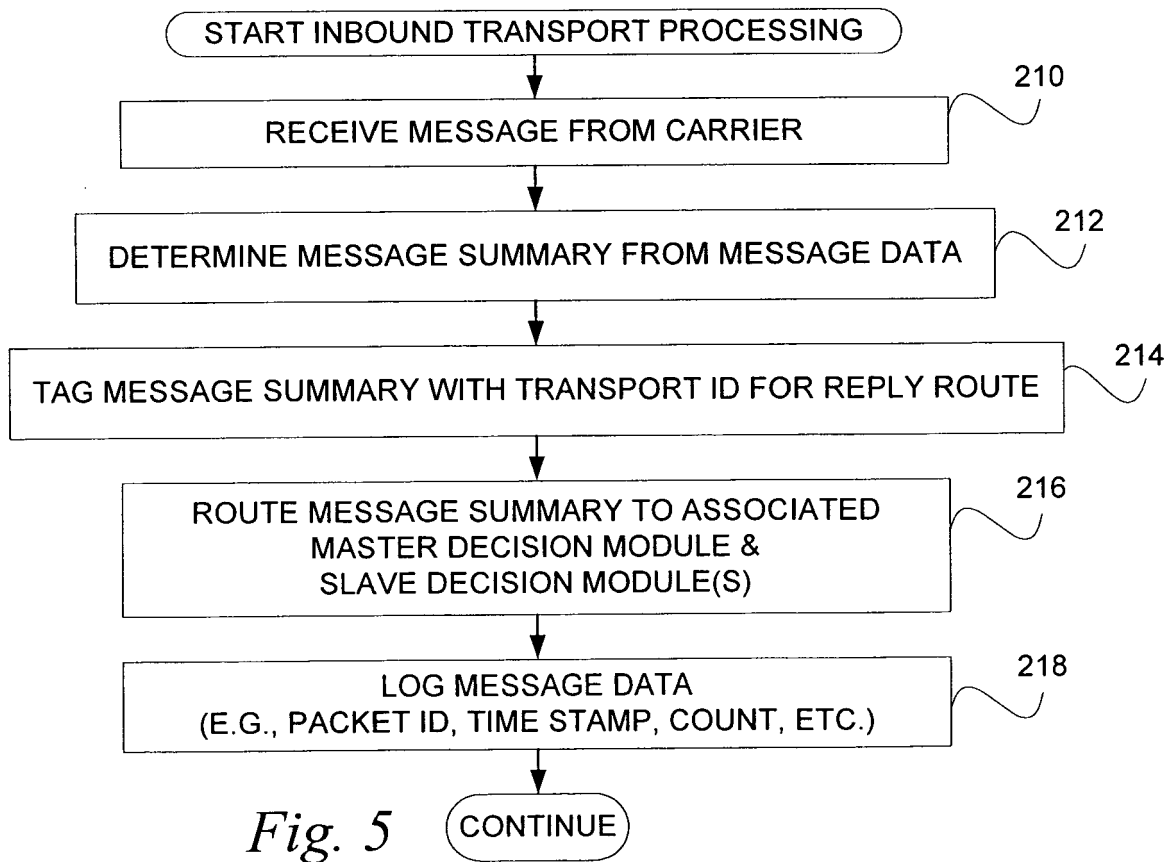 START INBOUND TRANSPORT PROCESSING
210
RECEIVE MESSAGE FROM CARRIER
212
DETERMINE MESSAGE SUMMARY FROM MESSAGE DATA
214
TAG MESSAGE SUMMARY WITH TRANSPORT ID FOR REPLY ROUTE
216
ROUTE MESSAGE SUMMARY TO ASSOCIATED
MASTER DECISION MODULE &
SLAVE DECISION MODULE(S)
218
LOG MESSAGE DATA
(E.G., PACKET ID, TIME STAMP, COUNT, ETC.)
Fig. 5
CONTINUE